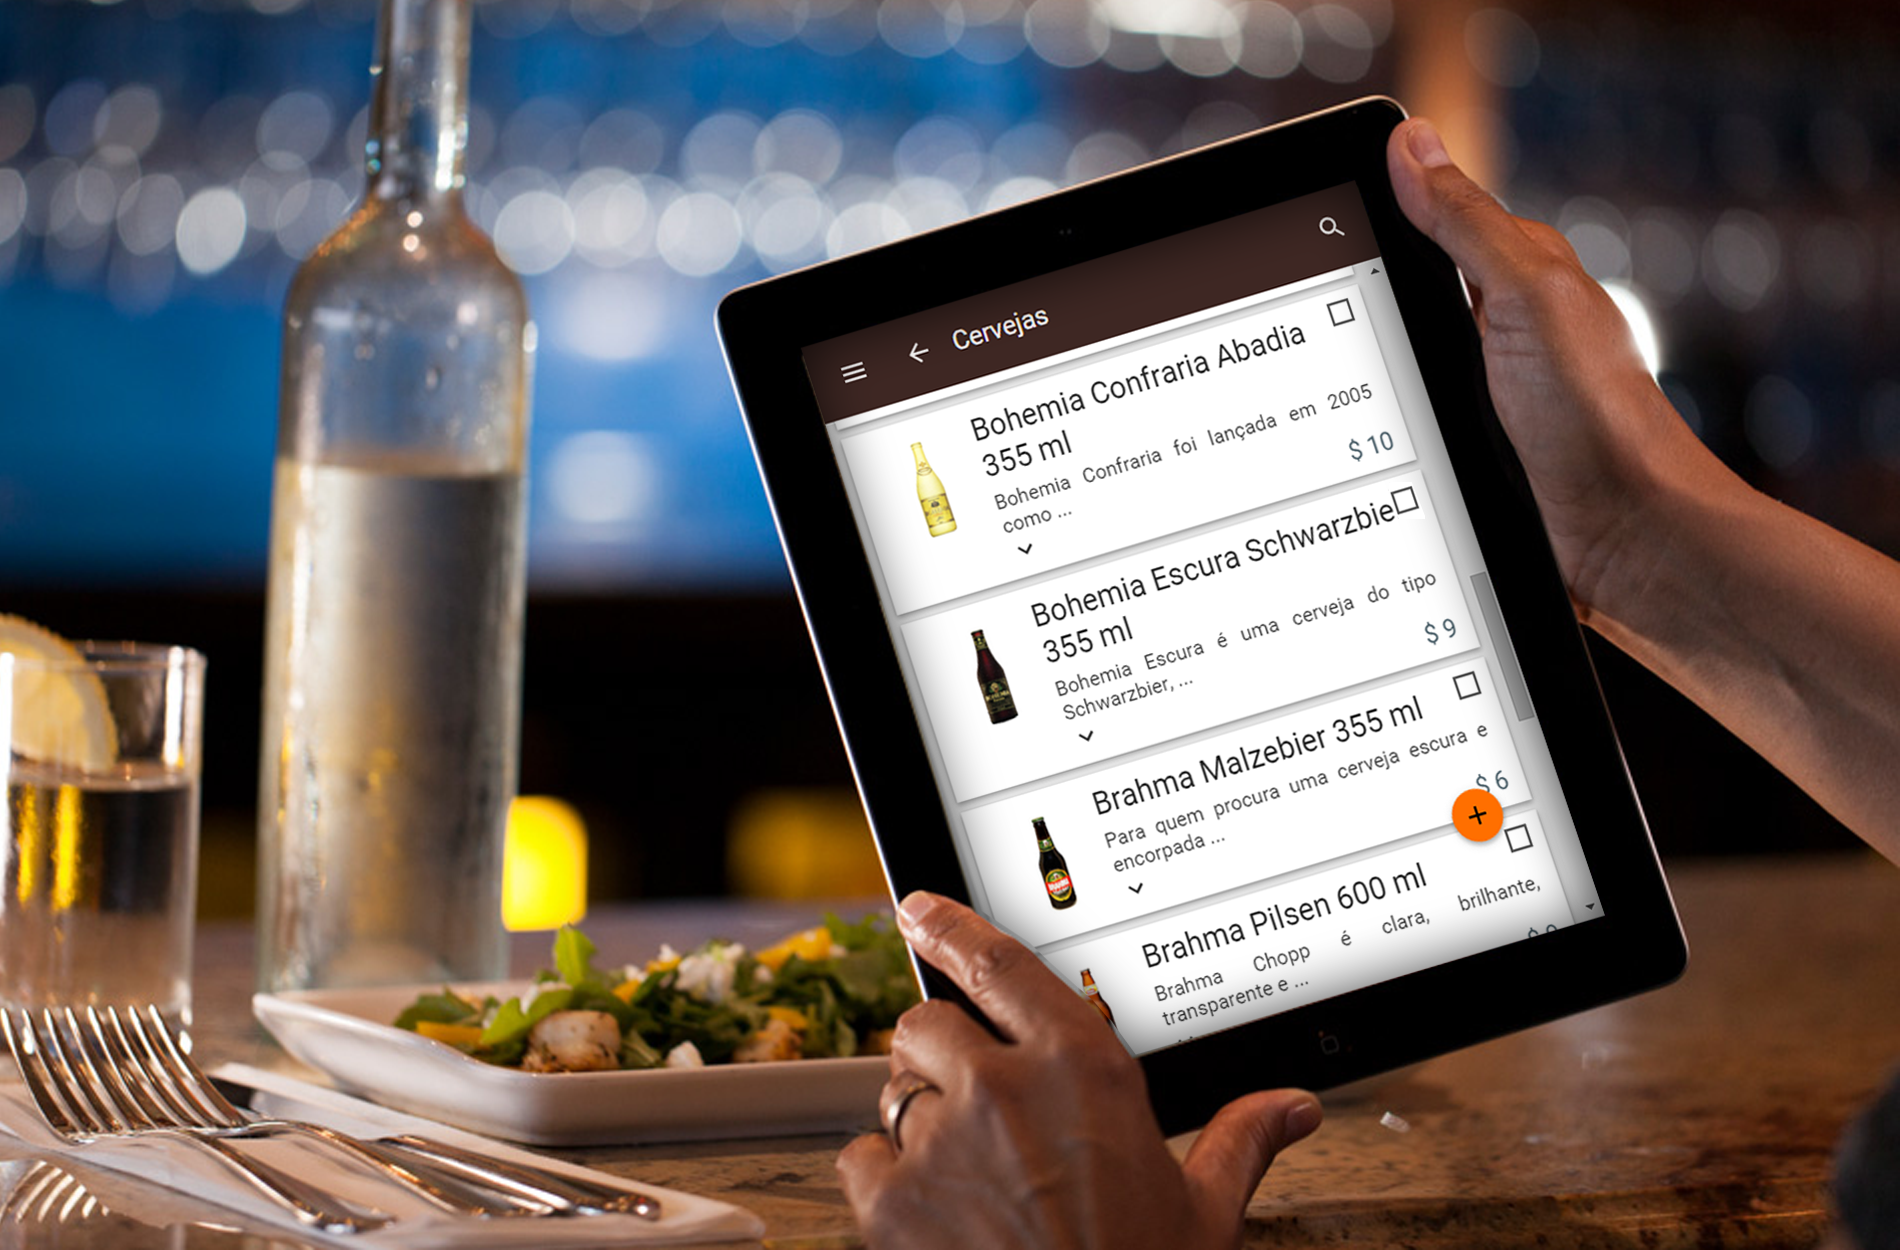 Cervejas
Bohemia Confraria Abadia
355 ml
Bohemia Confraria foi lançada em 2005
como ...
$ 10
Bohemia Escura Schwarzbie
355 ml
Bohemia Escura é uma cerveja do tipo
Schwarzbier, ...
$ 9
Brahma Malzebier 355 ml
Para quem procura uma cerveja escura e
encorpada ...
$ 6
+
Brahma Pilsen 600 ml
Brahma Chopp é clara, brilhante,
transparente e ...